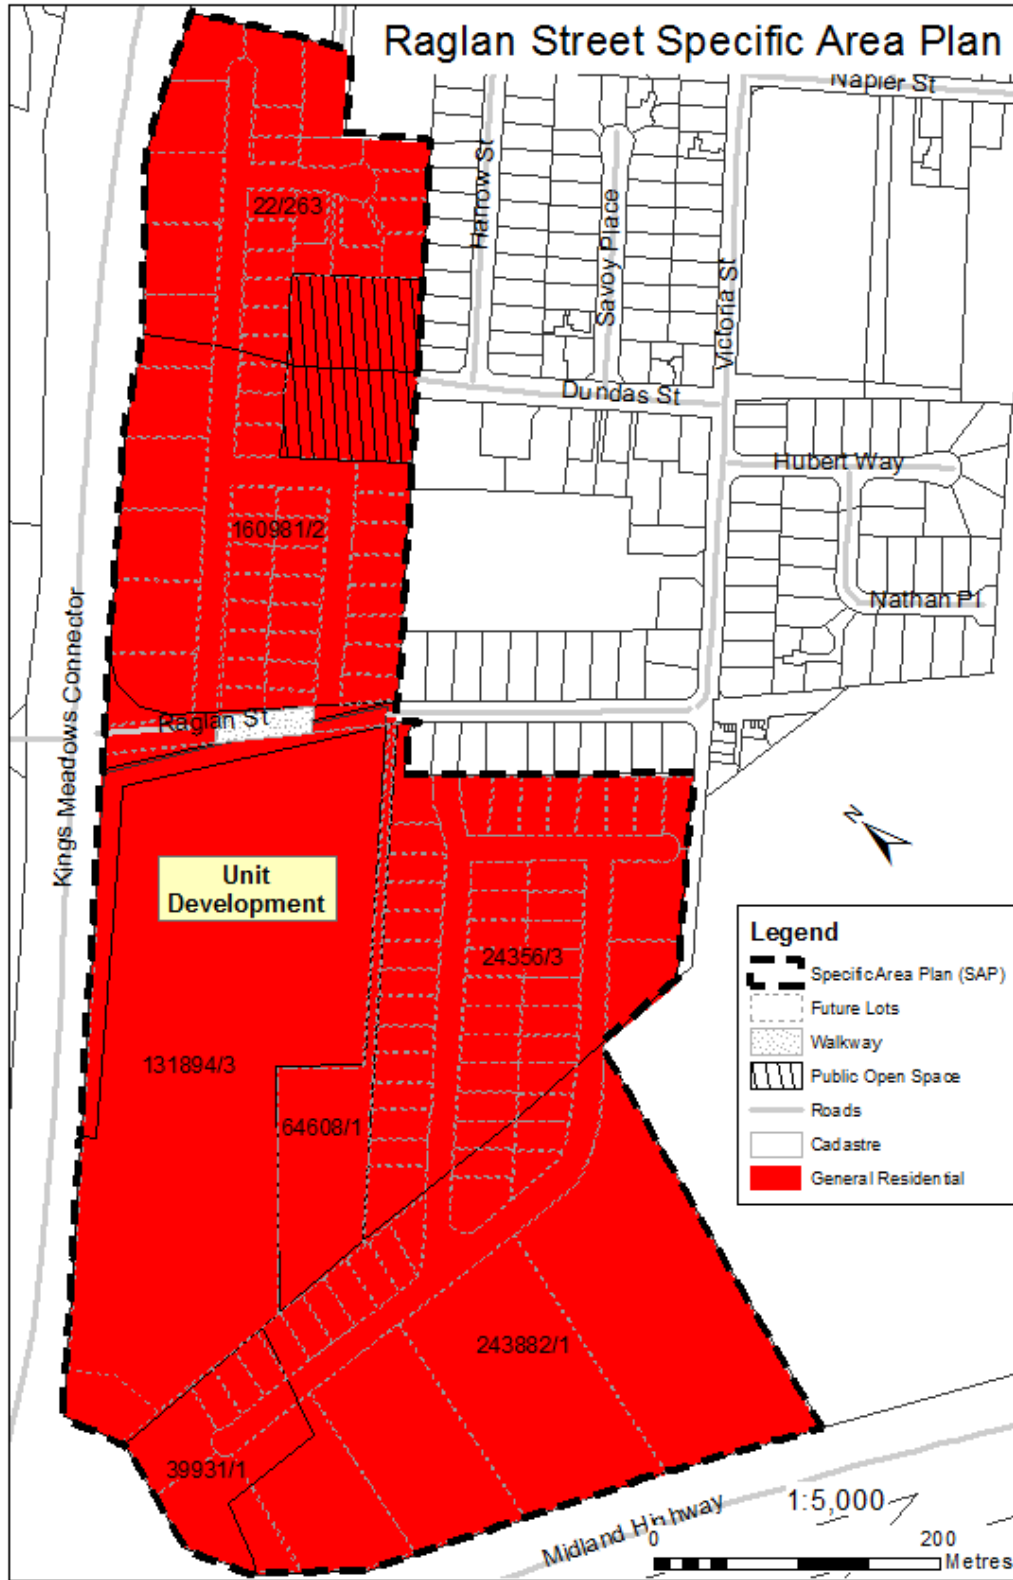 Raglan Street Specific Area Plan
Napier St
Harrow St
Savoy Place
Victoria St
22/263
Dundas St
Hubert Way
160981/2
Nathan Pl
Kings Meadows Connector
Raglan St
N
Unit
Development
24356/3
131894/3
64608/1
243882/1
39931/1
Legend
Specific Area Plan (SAP)
Future Lots
Walkway
Public Open Space
Roads
Cadastre
General Residential
Midland Highway
1:5,000
0 200
Metres